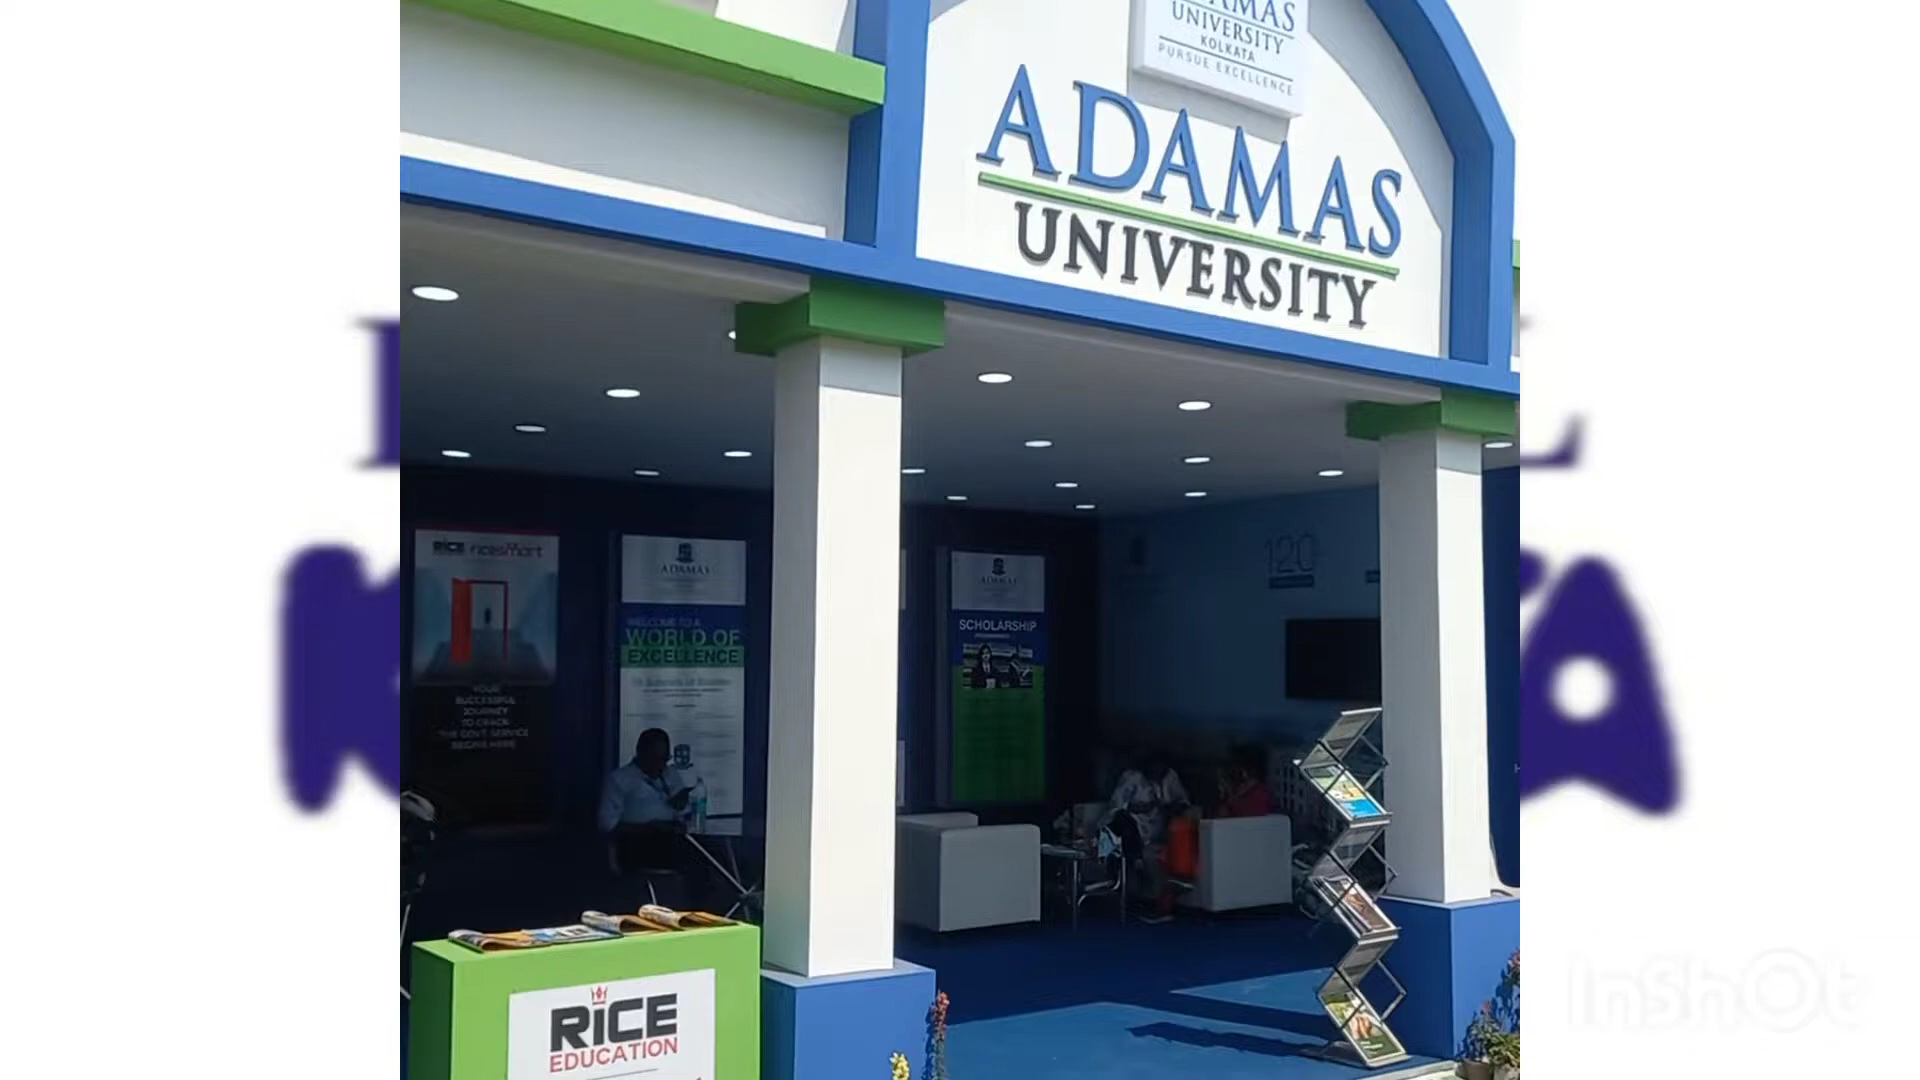 ADAMAS
UNIVERSITY
KOLKATA
PURSUE EXCELLENCE
ADAMAS
UNIVERSITY
RICE ricesmart
YOUR
SUCCESSFUL
JOURNEY
TO CRACK
THE GOVT. SERVICE
BEGINS HERE
ADAMAS
WELCOME TO A
WORLD OF
EXCELLENCE
ADAMAS
SCHOLARSHIP
120
RICE
EDUCATION
InShOt